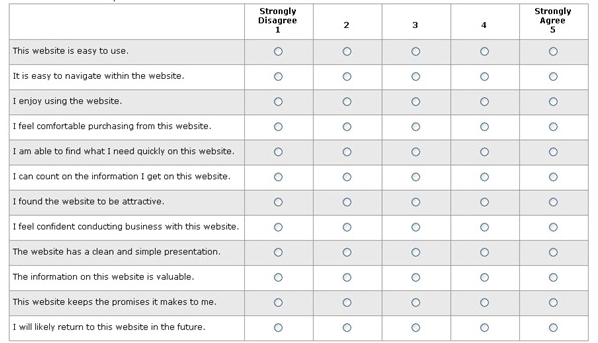 Strongly
Disagree
1
2
3
4
Strongly
Agree
5
This website is easy to use.
It is easy to navigate within the website.
I enjoy using the website.
I feel comfortable purchasing from this website.
I am able to find what I need quickly on this website.
I can count on the information I get on this website.
I found the website to be attractive.
I feel confident conducting business with this website.
The website has a clean and simple presentation.
The information on this website is valuable.
This website keeps the promises it makes to me.
I will likely return to this website in the future.